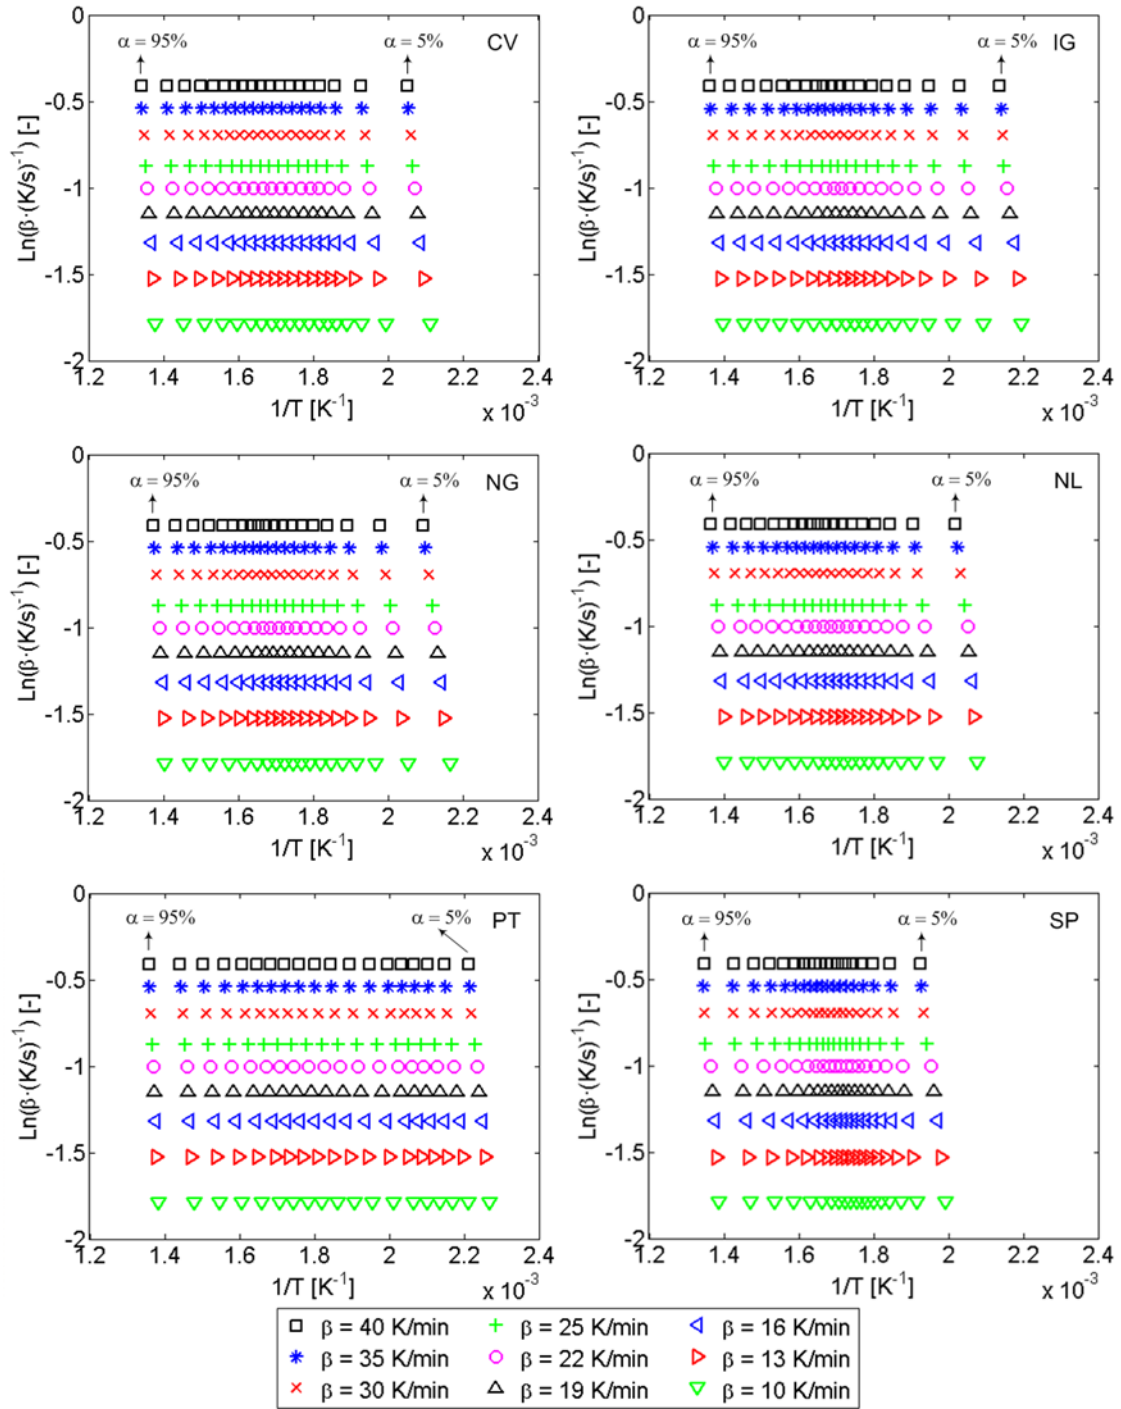 0
-0.5
-1
-1.5
-2
Ln(β·(K/s)⁻¹) [-]
α = 95%
α = 5%
CV
1.2 1.4 1.6 1.8 2 2.2 2.4
1/T [K⁻¹]
x 10⁻³
0
-0.5
-1
-1.5
-2
Ln(β·(K/s)⁻¹) [-]
α = 95%
α = 5%
IG
1.2 1.4 1.6 1.8 2 2.2 2.4
1/T [K⁻¹]
x 10⁻³
0
-0.5
-1
-1.5
-2
Ln(β·(K/s)⁻¹) [-]
α = 95%
α = 5%
NG
1.2 1.4 1.6 1.8 2 2.2 2.4
1/T [K⁻¹]
x 10⁻³
0
-0.5
-1
-1.5
-2
Ln(β·(K/s)⁻¹) [-]
α = 95%
α = 5%
NL
1.2 1.4 1.6 1.8 2 2.2 2.4
1/T [K⁻¹]
x 10⁻³
0
-0.5
-1
-1.5
-2
Ln(β·(K/s)⁻¹) [-]
α = 95%
α = 5%
PT
1.2 1.4 1.6 1.8 2 2.2 2.4
1/T [K⁻¹]
x 10⁻³
0
-0.5
-1
-1.5
-2
Ln(β·(K/s)⁻¹) [-]
α = 95%
α = 5%
SP
1.2 1.4 1.6 1.8 2 2.2 2.4
1/T [K⁻¹]
x 10⁻³
β = 40 K/min β = 25 K/min β = 16 K/min
β = 35 K/min β = 22 K/min β = 13 K/min
β = 30 K/min β = 19 K/min β = 10 K/min